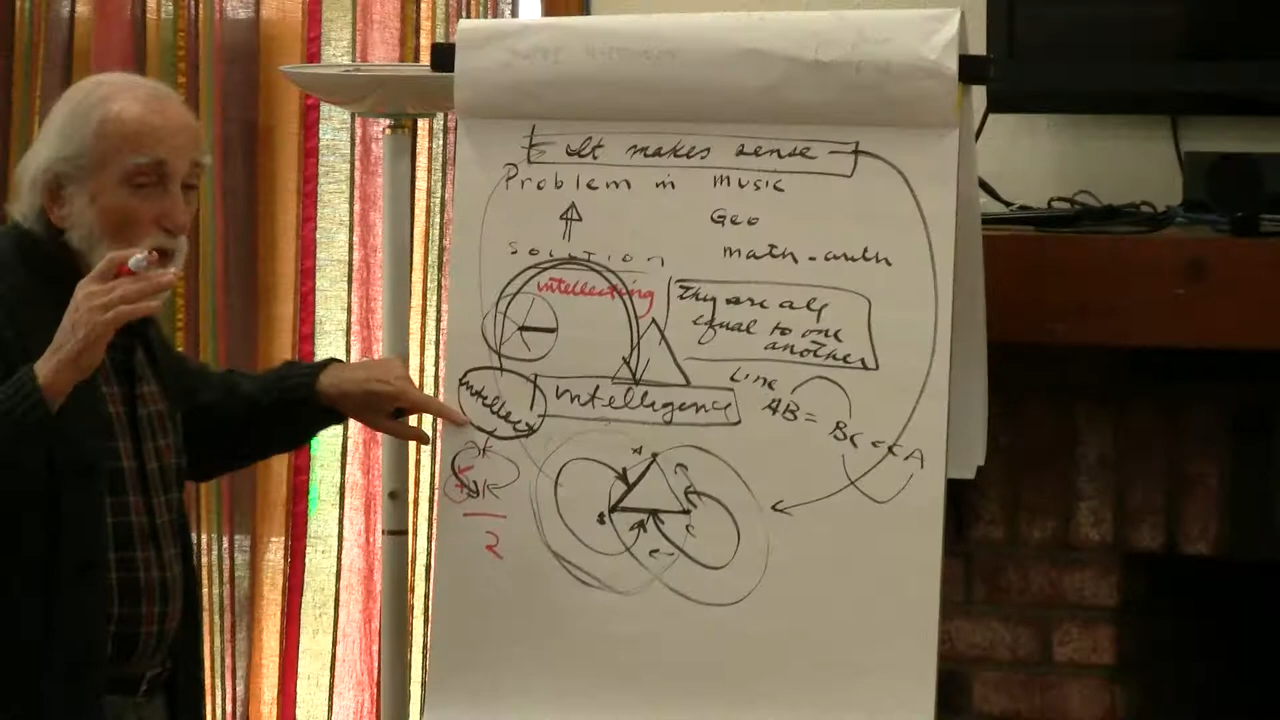 It makes sense
Problem in music
Geo
SOLUTION
math-arith
intellecting
They are all
equal to one
another
Line
intellect
intelligence
AB = BC
A
A
B
C
2